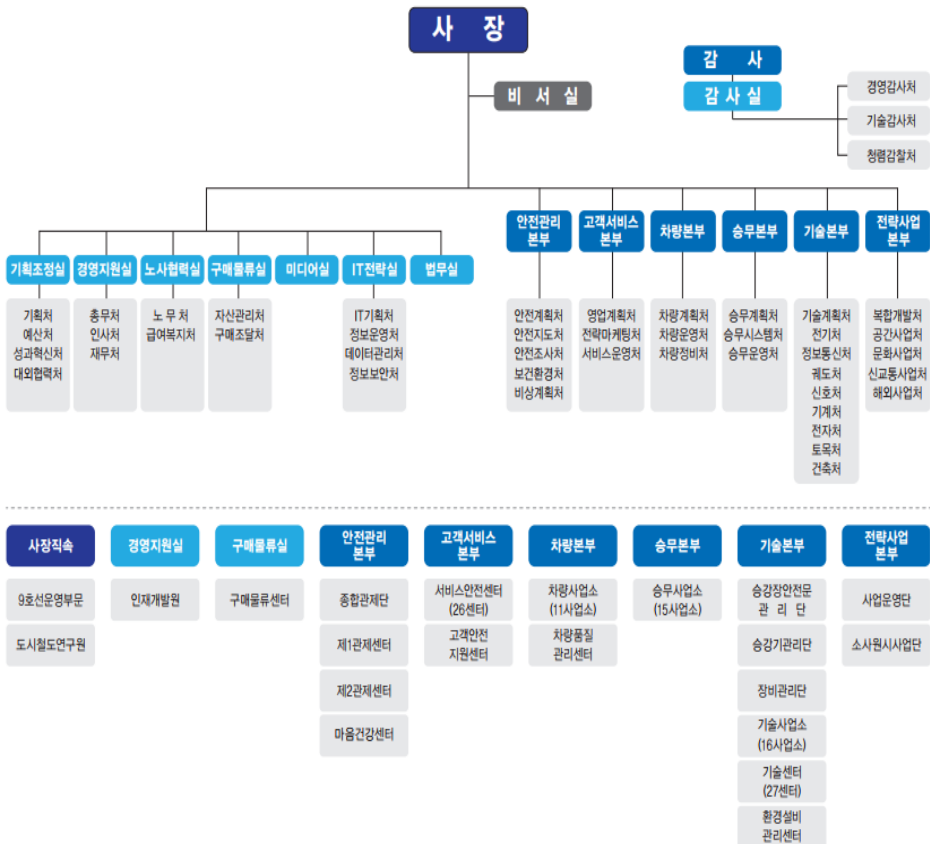 사 장
감 사
비 서 실
감 사 실
경영감사처
기술감사처
청렴감찰처
안전관리
본부
고객서비스
본부
차량본부
승무본부
기술본부
전략사업
본부
기획조정실
경영지원실
노사협력실
구매물류실
미디어실
IT전략실
법무실
기획처
예산처
성과혁신처
대외협력처
총무처
인사처
재무처
노 무 처
급여복지처
자산관리처
구매조달처
IT기획처
정보운영처
데이터관리처
정보보안처
안전계획처
안전지도처
안전조사처
보건환경처
비상계획처
영업계획처
전략마케팅처
서비스운영처
차량계획처
차량운영처
차량정비처
승무계획처
승무시스템처
승무운영처
기술계획처
전기처
정보통신처
궤도처
신호처
기계처
전자처
토목처
건축처
복합개발처
공간사업처
문화사업처
신교통사업처
해외사업처
사장직속
경영지원실
구매물류실
안전관리
본부
고객서비스
본부
차량본부
승무본부
기술본부
전략사업
본부
9호선운영부문
도시철도연구원
인재개발원
구매물류센터
종합관제단
제1관제센터
제2관제센터
마음건강센터
서비스안전센터
(26센터)
고객안전
지원센터
차량사업소
(11사업소)
차량품질
관리센터
승무사업소
(15사업소)
승강장안전문
관 리 단
승강기관리단
장비관리단
기술사업소
(16사업소)
기술센터
(27센터)
환경설비
관리센터
사업운영단
소사원시사업단